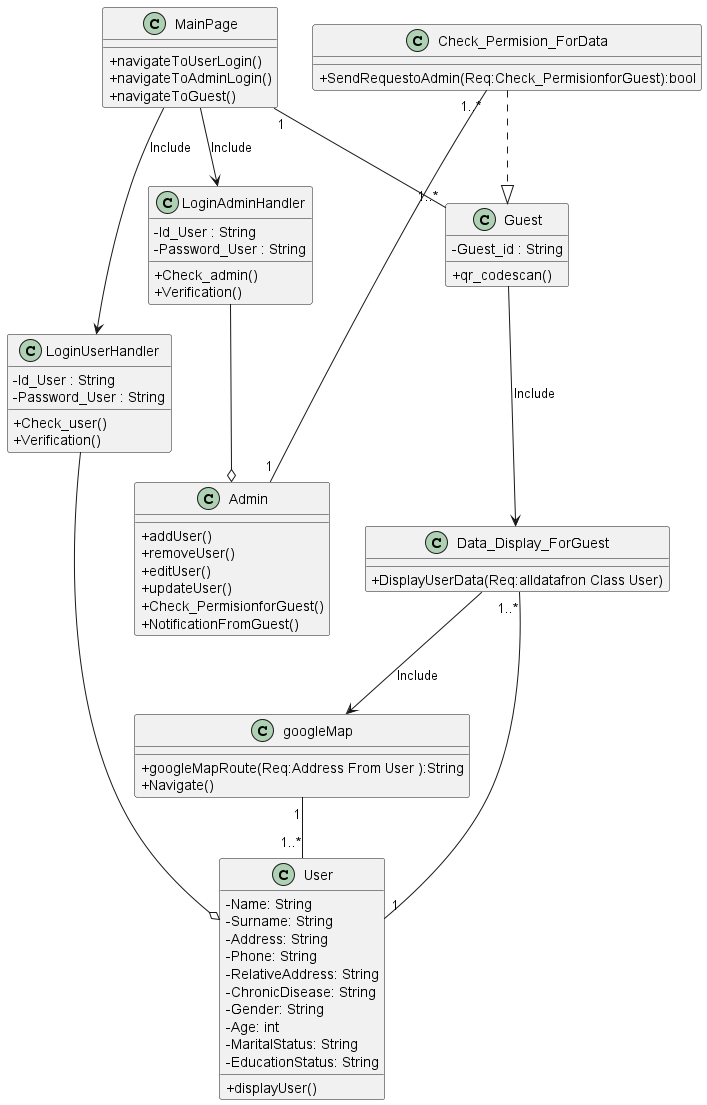 C MainPage
+navigateToUserLogin()
+navigateToAdminLogin()
+navigateToGuest()
C Check_Permision_ForData
+SendRequestoAdmin(Req:Check_PermisionforGuest):bool
1
1..*
Include
Include
1..*
C LoginAdminHandler
-Id_User : String
-Password_User : String
+Check_admin()
+Verification()
C Guest
-Guest_id : String
+qr_codescan()
C LoginUserHandler
-Id_User : String
-Password_User : String
+Check_user()
+Verification()
Include
1
C Admin
+addUser()
+removeUser()
+editUser()
+updateUser()
+Check_PermisionforGuest()
+NotificationFromGuest()
C Data_Display_ForGuest
+DisplayUserData(Req:alldatafron Class User)
1..*
Include
C googleMap
+googleMapRoute(Req:Address From User ):String
+Navigate()
1
1..*
C User
-Name: String
-Surname: String
-Address: String
-Phone: String
-RelativeAddress: String
-ChronicDisease: String
-Gender: String
-Age: int
-MaritalStatus: String
-EducationStatus: String
+displayUser()
1